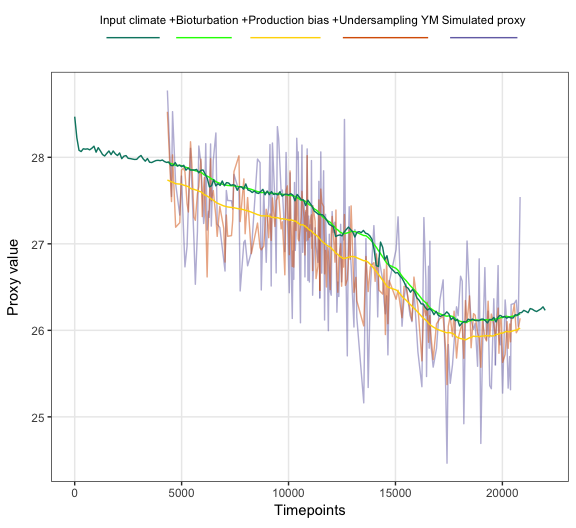 Input climate +Bioturbation +Production bias +Undersampling YM Simulated proxy
28
27
26
25
Proxy value
0 5000 10000 15000 20000
Timepoints